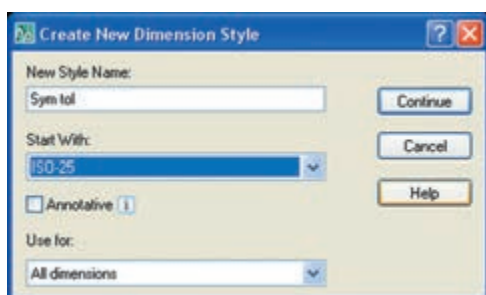 Create New Dimension Style
New Style Name:
Sym tol
Continue
Start With:
Cancel
ISO-25
Help
Annotative
Use for:
All dimensions